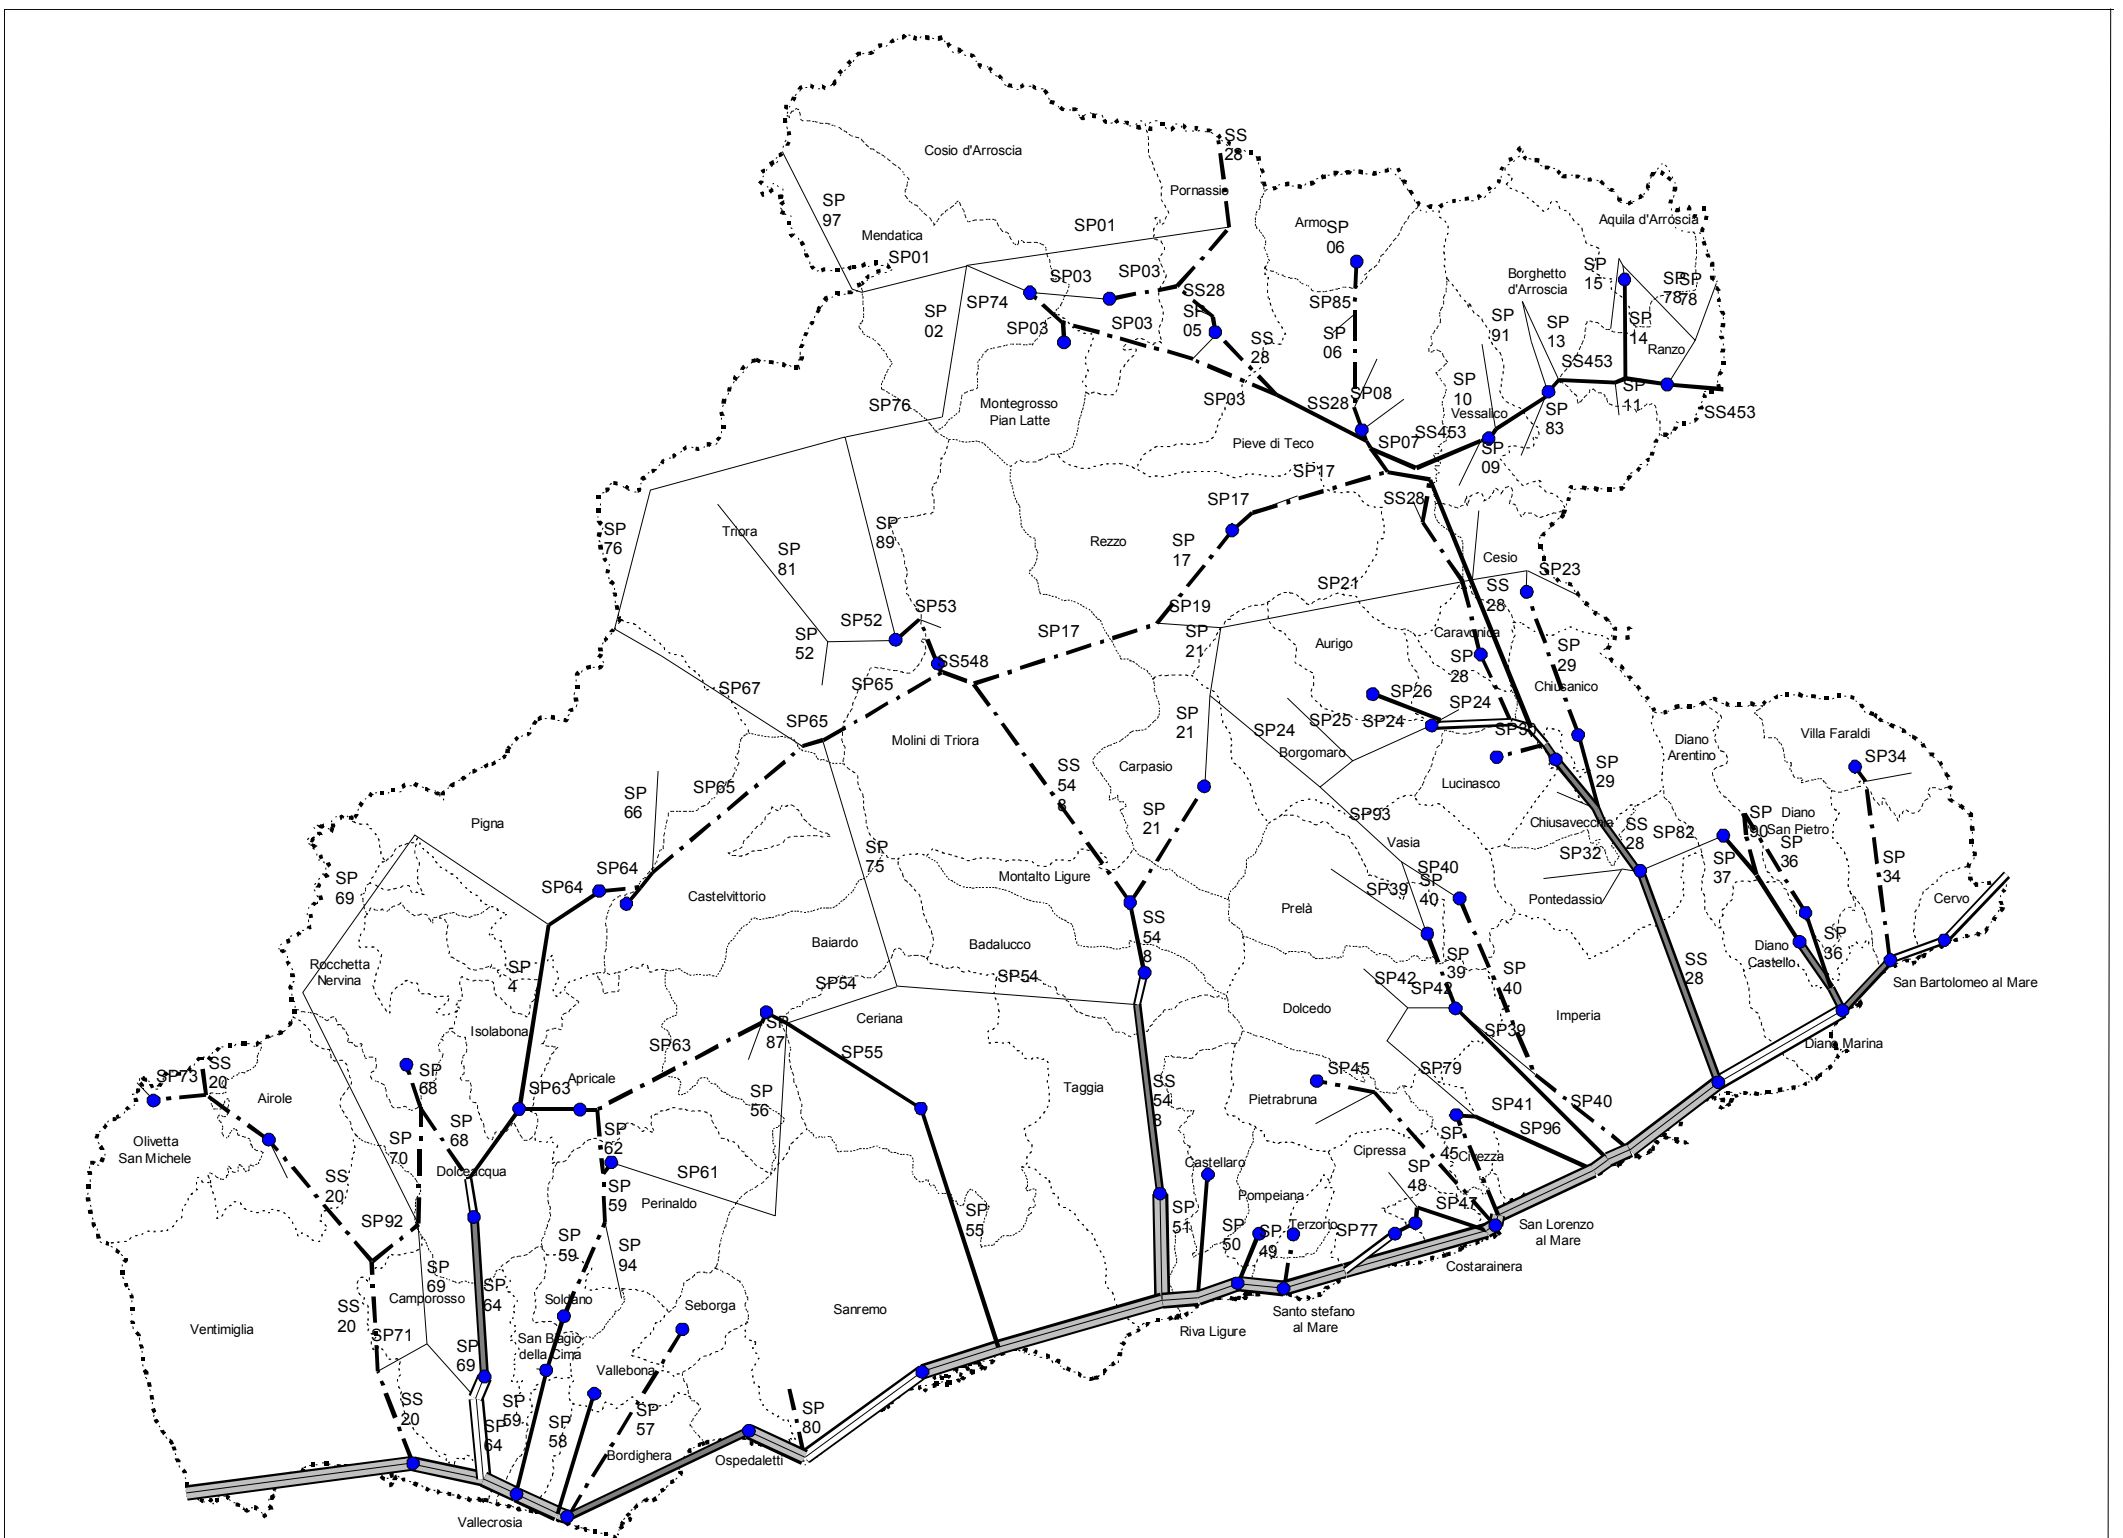 SS
28
Cosio d'Arroscia
Pornassio
SP
97
Mendatica
SP01
SP01
Armo
SP
06
Aquila d'Arroscia
SP03
SP03
SP74
SP
02
SP03
SP03
SS28
SP
05
SS
28
SP85
SP
06
Borghetto
d'Arroscia
SP
15
SP
78
SP
78
SP
91
SP
13
SP
14
Ranzo
SS453
SP
11
SS453
SP76
Montegrosso
Pian Latte
SP03
SS28
SP08
SP
10
Vessalico
SP
83
Pieve di Teco
SP07
SS453
SP
09
SP17
SP17
SS28
SP
76
Triora
SP
81
SP
89
Rezzo
SP
17
Cesio
SP23
SP21
SS
28
SP53
SP52
SP
52
SP19
SP17
SP
21
Aurigo
Caravonica
SP
28
SP
29
Chiusanico
SS548
SP65
SP67
SP65
Molini di Triora
SP
21
SP24
SP26
SP25
SP24
SP24
SP30
Borgomaro
Carpasio
Lucinasco
SP
29
Diano
Arentino
Villa Faraldi
SP34
SS
54
8
SP
66
SP65
SP
21
SP93
Vasia
Chiusavecchia
SS
28
SP82
SP
90
Diano
San Pietro
SP
36
SP
37
SP
34
Pigna
SP
75
SP32
SP
69
SP64
SP64
Castelvittorio
Montalto Ligure
SP39
SP40
SP
40
Prelà
Pontedassio
Cervo
Rocchetta
Nervina
SP
4
Baiardo
Badalucco
SS
54
8
SP
39
SP
40
SS
28
Diano
Castello
SP
36
San Bartolomeo al Mare
SP54
SP54
SP42
SP42
Isolabona
SP
87
Ceriana
Dolcedo
SP39
Imperia
Diano Marina
SP63
SP55
SP73
SS
20
Airole
SP
68
SP63
Apricale
SP
56
Taggia
SS
54
8
Pietrabruna
SP45
SP79
SP41
SP40
SP96
Olivetta
San Michele
SP
70
SP
68
Dolceacqua
SP
62
SP61
Castellaro
Cipressa
SP
45
Civezza
SS
20
SP92
SP
59
Perinaldo
SP
55
SP
51
Pompeiana
SP
50
SP
49
Terzorio
SP77
SP
48
SP47
San Lorenzo
al Mare
Costarainera
SP
59
SP
94
SP
69
Camporosso
SP
64
Soldano
Seborga
Sanremo
Santo stefano
al Mare
Riva Ligure
Ventimiglia
SS
20
SP71
San Biagio
della Cima
SP
69
Vallebona
SS
20
SP
59
SP
64
SP
58
SP
57
SP
80
Bordighera
Ospedaletti
Vallecrosia